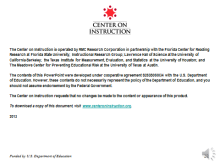 CENTER ON
INSTRUCTION
The Center on Instruction is operated by RMC Research Corporation in partnership with the Florida Center for Reading
Research at Florida State University; Instructional Research Group; Lawrence Hall of Science at the University of
California-Berkeley; the Texas Institute for Measurement, Evaluation, and Statistics at the University of Houston; and
The Meadows Center for Preventing Educational Risk at the University of Texas at Austin.
The contents of this PowerPoint were developed under cooperative agreement with the U.S. Department
of Education. However, these contents do not necessarily represent the policy of the Department of Education, and you
should not assume endorsement by the Federal Government.
The Center on Instruction requests that no changes be made to the content or appearance of this product.
To download a copy of this document visit www.centeroninstruction.org.
2012
U.S. Department of Education